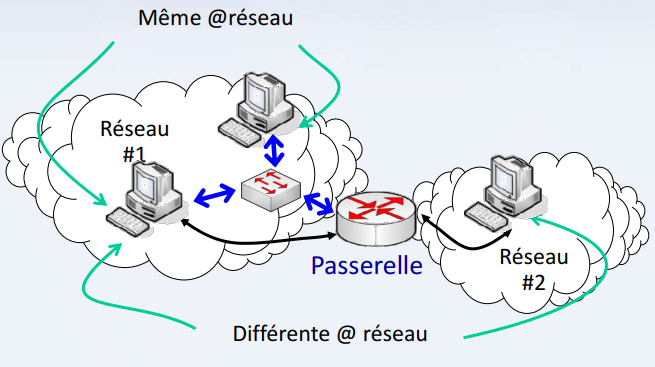 Même @réseau
Réseau
#1
Passerelle
Réseau
#2
Différente @ réseau